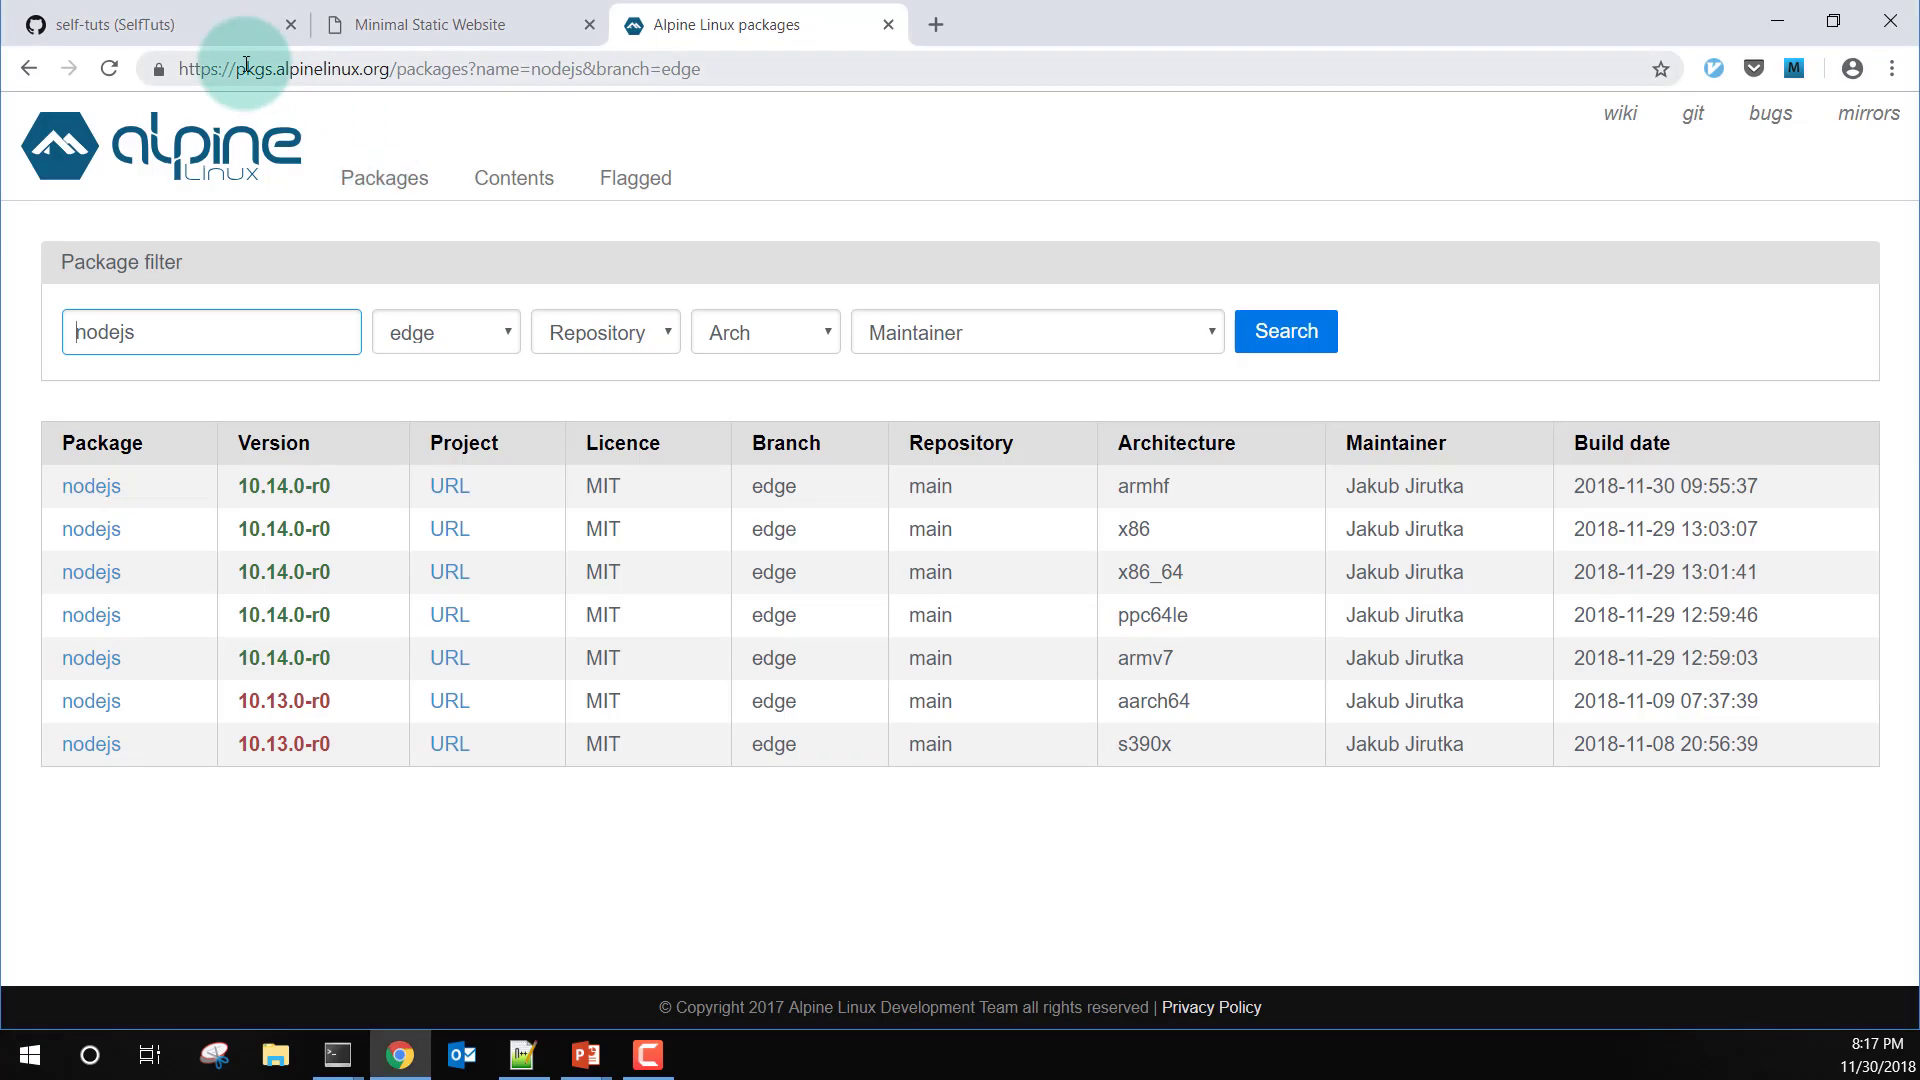 self-tuts (SelfTuts)
Minimal Static Website
Alpine Linux packages
https://pkgs.alpinelinux.org/packages?name=nodejs&branch=edge
M
wiki git bugs mirrors
alpine
Linux
Packages Contents Flagged
Package filter
nodejs edge Repository Arch Maintainer Search
Package Version Project Licence Branch Repository Architecture Maintainer Build date
nodejs 10.14.0-r0 URL MIT edge main armhf Jakub Jirutka 2018-11-30 09:55:37
nodejs 10.14.0-r0 URL MIT edge main x86 Jakub Jirutka 2018-11-29 13:03:07
nodejs 10.14.0-r0 URL MIT edge main x86_64 Jakub Jirutka 2018-11-29 13:01:41
nodejs 10.14.0-r0 URL MIT edge main ppc64le Jakub Jirutka 2018-11-29 12:59:46
nodejs 10.14.0-r0 URL MIT edge main armv7 Jakub Jirutka 2018-11-29 12:59:03
nodejs 10.13.0-r0 URL MIT edge main aarch64 Jakub Jirutka 2018-11-09 07:37:39
nodejs 10.13.0-r0 URL MIT edge main s390x Jakub Jirutka 2018-11-08 20:56:39
© Copyright 2017 Alpine Linux Development Team all rights reserved | Privacy Policy
8:17 PM
11/30/2018